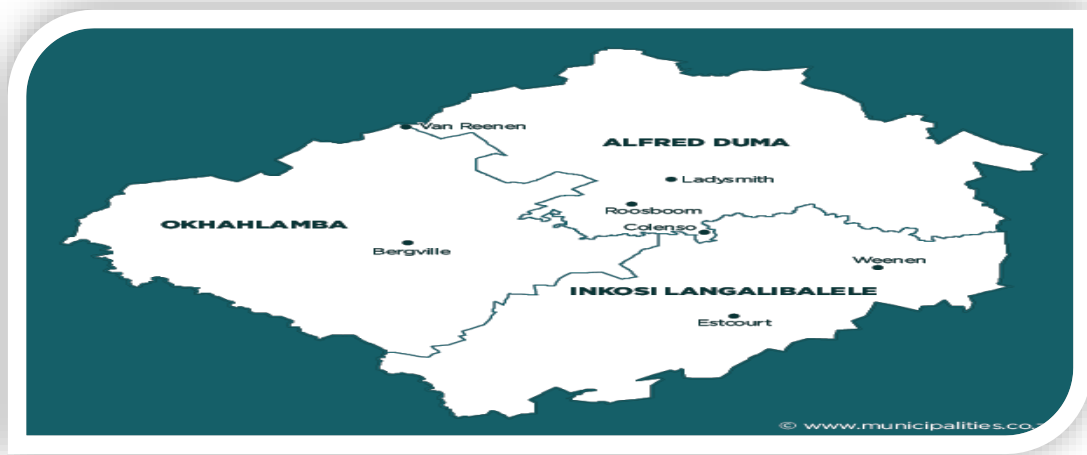 Van Reenen
ALFRED DUMA
Ladysmith
Roosboom
OKHAHLAMBA
Colenso
Bergville
Weenen
INKOSI LANGALIBALELE
Estcourt
© www.municipalities.co.